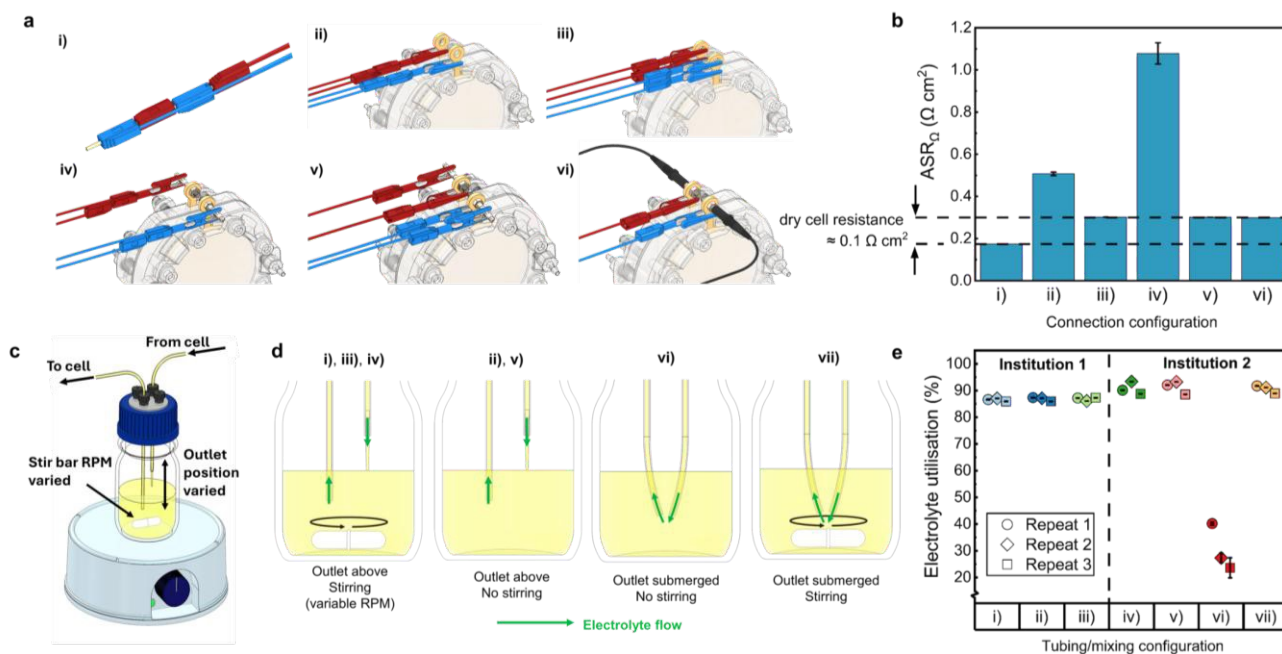 a
i)
ii)
iii)
iv)
v)
vi)
b
ASR_Ω (Ω cm²)
1.2
1.0
0.8
0.6
0.4
0.2
0.0
dry cell resistance
≈ 0.1 Ω cm²
i)
ii)
iii)
iv)
v)
vi)
Connection configuration
c
From cell
To cell
Stir bar RPM
varied
Outlet
position
varied
d
i), iii), iv)
ii), v)
vi)
vii)
Outlet above
Stirring
(variable RPM)
Outlet above
No stirring
Outlet submerged
No stirring
Outlet submerged
Stirring
Electrolyte flow
e
Electrolyte utilisation (%)
100
90
80
70
60
50
40
30
20
Institution 1
Institution 2
Repeat 1
Repeat 2
Repeat 3
i)
ii)
iii)
iv)
v)
vi)
vii)
Tubing/mixing configuration